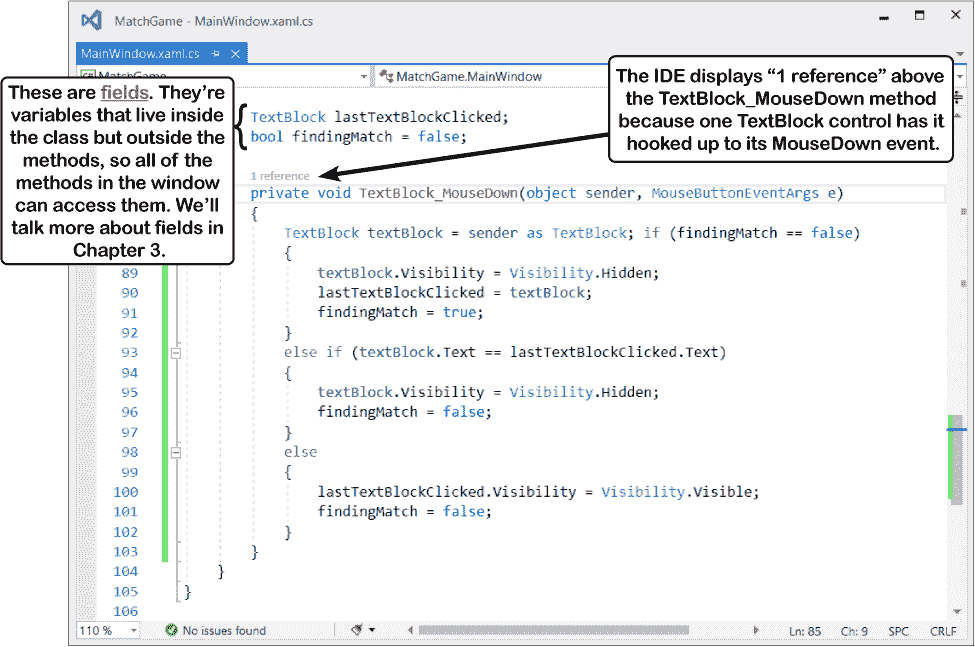 MatchGame - MainWindow.xaml.cs
MainWindow.xaml.cs
MatchGame
MatchGame.MainWindow
These are fields. They’re
variables that live inside
the class but outside the
methods, so all of the
methods in the window
can access them. We’ll
talk more about fields in
Chapter 3.
The IDE displays “1 reference” above
the TextBlock_MouseDown method
because one TextBlock control has it
hooked up to its MouseDown event.
TextBlock lastTextBlockClicked;
bool findingMatch = false;
1 reference
private void TextBlock_MouseDown(object sender, MouseButtonEventArgs e)
{
TextBlock textBlock = sender as TextBlock; if (findingMatch == false)
{
89 textBlock.Visibility = Visibility.Hidden;
90 lastTextBlockClicked = textBlock;
91 findingMatch = true;
92 }
93 else if (textBlock.Text == lastTextBlockClicked.Text)
94 {
95 textBlock.Visibility = Visibility.Hidden;
96 findingMatch = false;
97 }
98 else
99 {
100 lastTextBlockClicked.Visibility = Visibility.Visible;
101 findingMatch = false;
102 }
103 }
104 }
105 }
106
110 % No issues found Ln: 85 Ch: 9 SPC CRLF